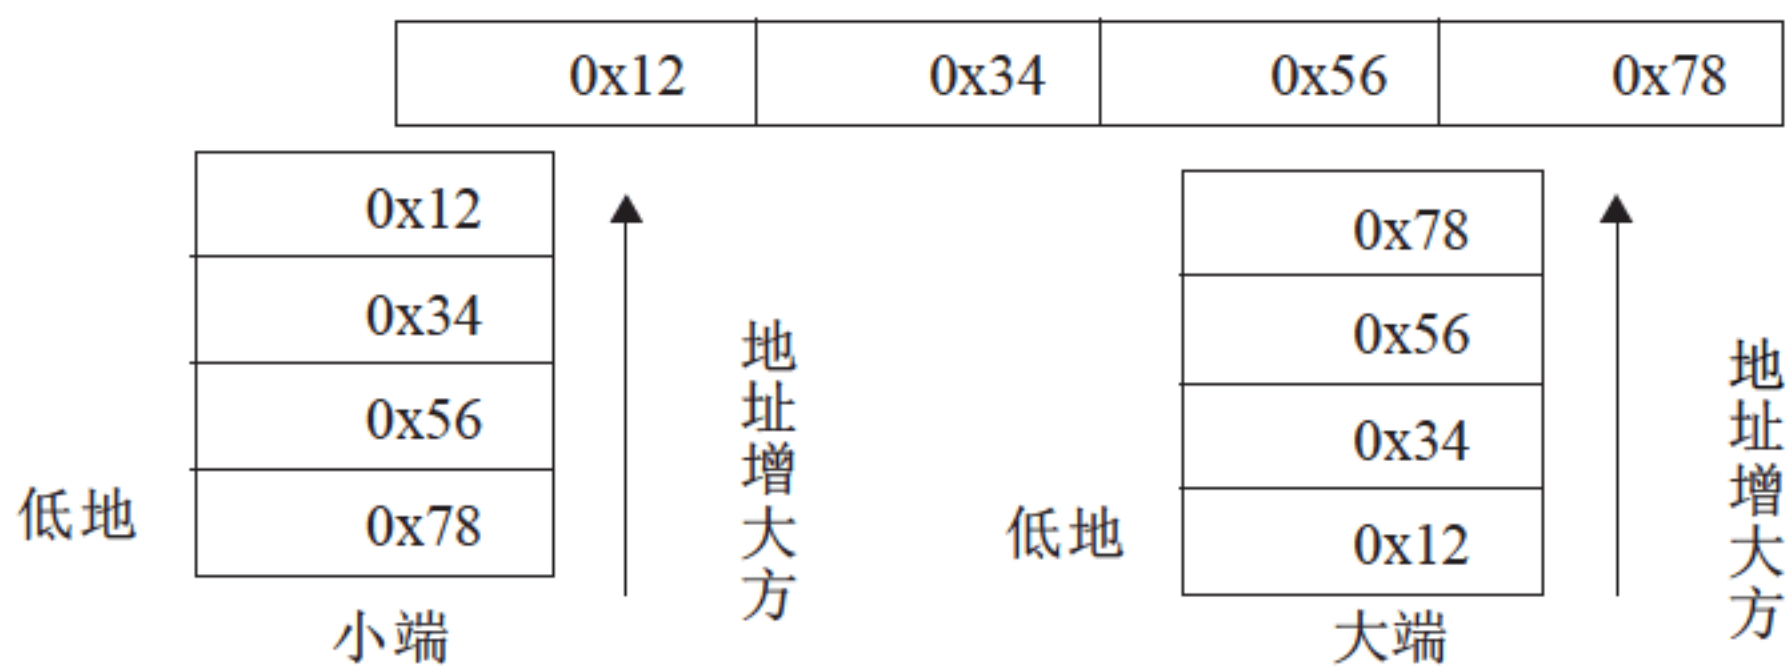 0x12 0x34 0x56 0x78
0x12
0x34
0x56
低地 0x78
小端
地址增大方
0x78
0x56
0x34
低地 0x12
大端
地址增大方